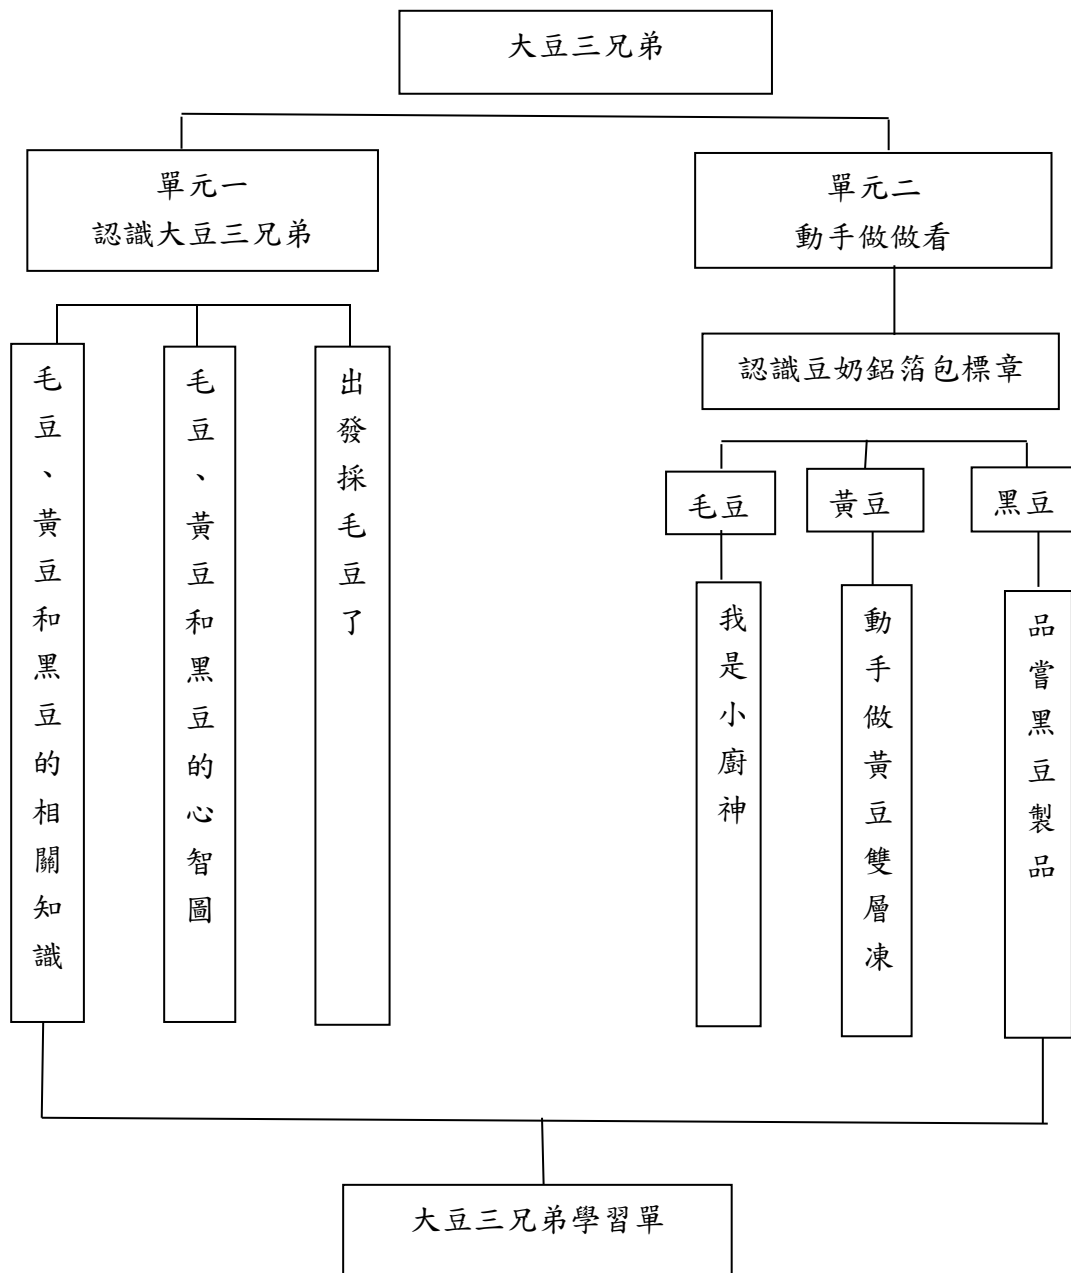 大豆三兄弟
單元一
認識大豆三兄弟
單元二
動手做做看
毛豆、黃豆和黑豆的相關知識
毛豆、黃豆和黑豆的心智圖
出發採毛豆了
認識豆奶鋁箔包標章
毛豆
黃豆
黑豆
我是小廚神
動手做黃豆雙層凍
品嘗黑豆製品
大豆三兄弟學習單